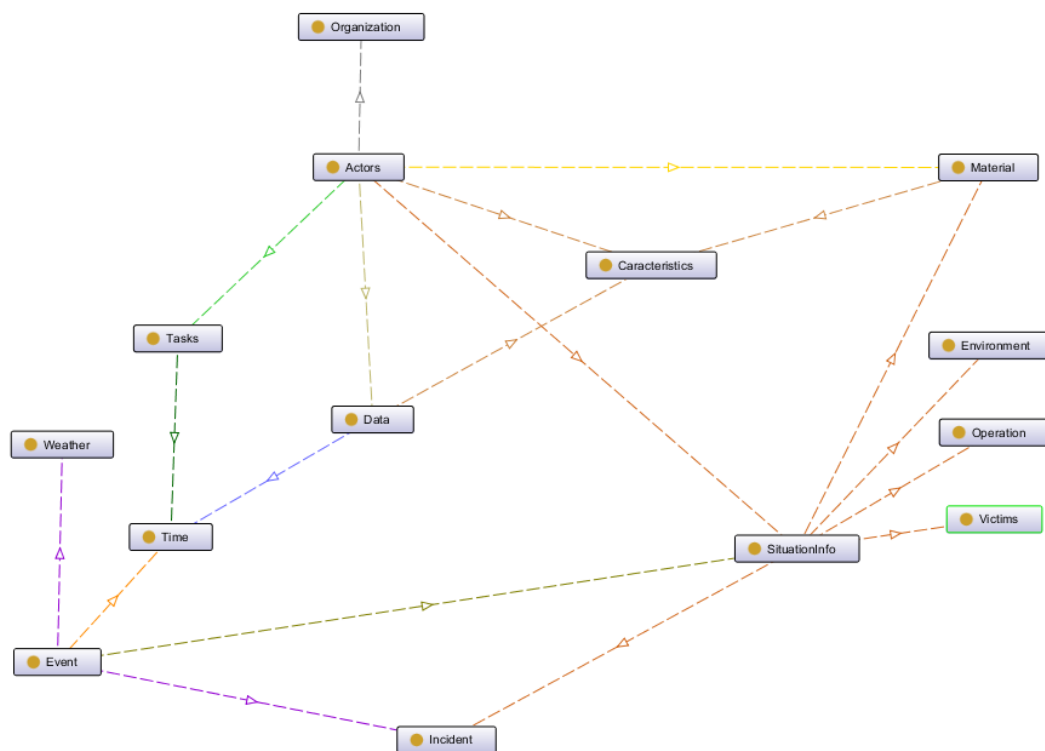 Organization
Actors
Material
Caracteristics
Tasks
Environment
Data
Weather
Operation
Victims
Time
SituationInfo
Event
Incident